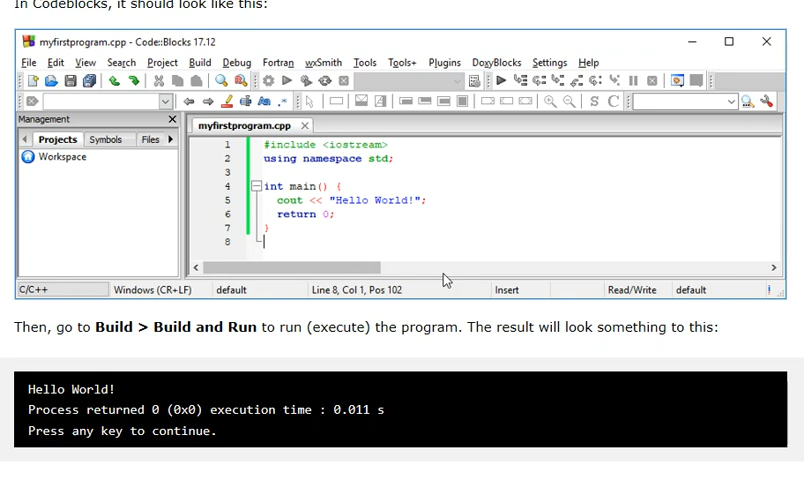 In Codeblocks, it should look like this:
myfirstprogram.cpp - Code::Blocks 17.12
File Edit View Search Project Build Debug Fortran wxSmith Tools Tools+ Plugins DoxyBlocks Settings Help
Management
Projects Symbols Files
Workspace
myfirstprogram.cpp
1 #include <iostream>
2 using namespace std;
3
4 int main() {
5 cout << "Hello World!";
6 return 0;
7 }
8
C/C++ Windows (CR+LF) default Line 8, Col 1, Pos 102 Insert Read/Write default
Then, go to Build > Build and Run to run (execute) the program. The result will look something to this:
Hello World!
Process returned 0 (0x0) execution time : 0.011 s
Press any key to continue.